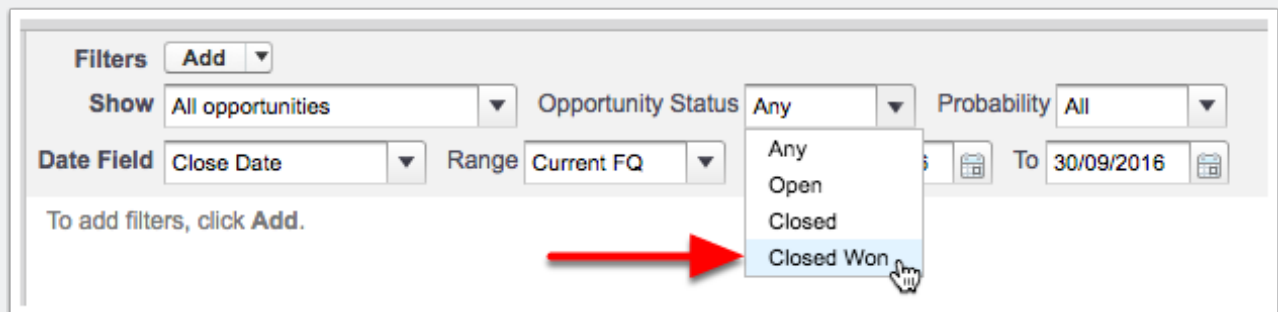 Filters Add
Show All opportunities Opportunity Status Any Probability All
Date Field Close Date Range Current FQ To 30/09/2016
Any
Open
Closed
Closed Won
To add filters, click Add.